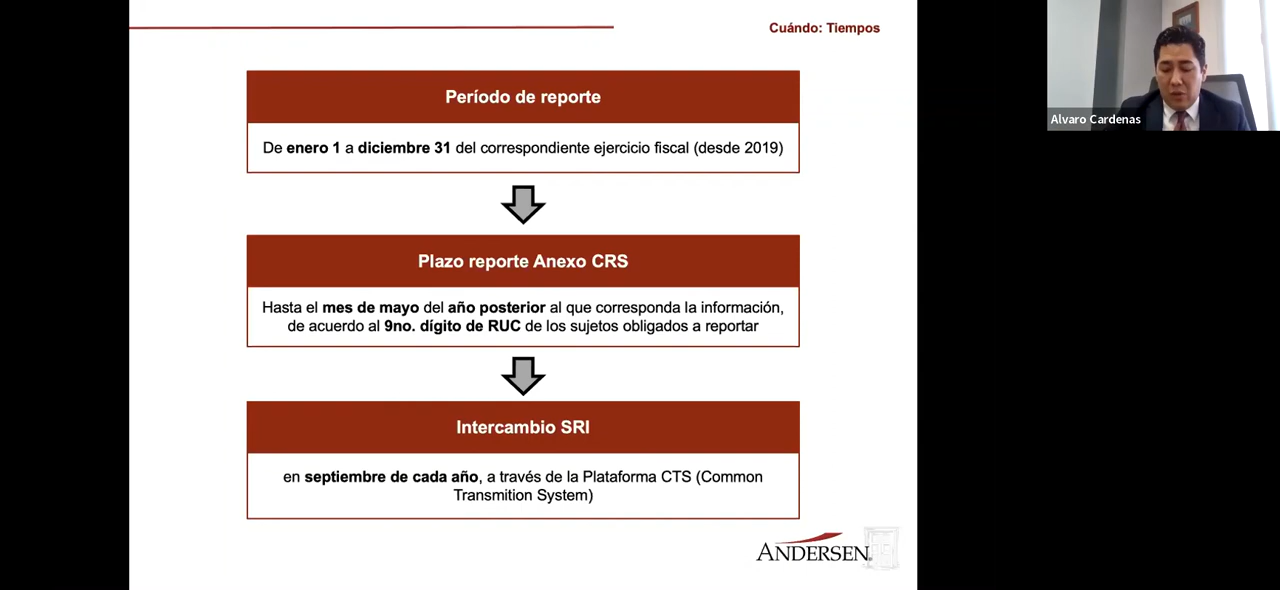 Cuándo: Tiempos
Alvaro Cardenas
Período de reporte
De enero 1 a diciembre 31 del correspondiente ejercicio fiscal (desde 2019)
Plazo reporte Anexo CRS
Hasta el mes de mayo del año posterior al que corresponda la información,
de acuerdo al 9no. dígito de RUC de los sujetos obligados a reportar
Intercambio SRI
en septiembre de cada año, a través de la Plataforma CTS (Common
Transmition System)
ANDERSEN®